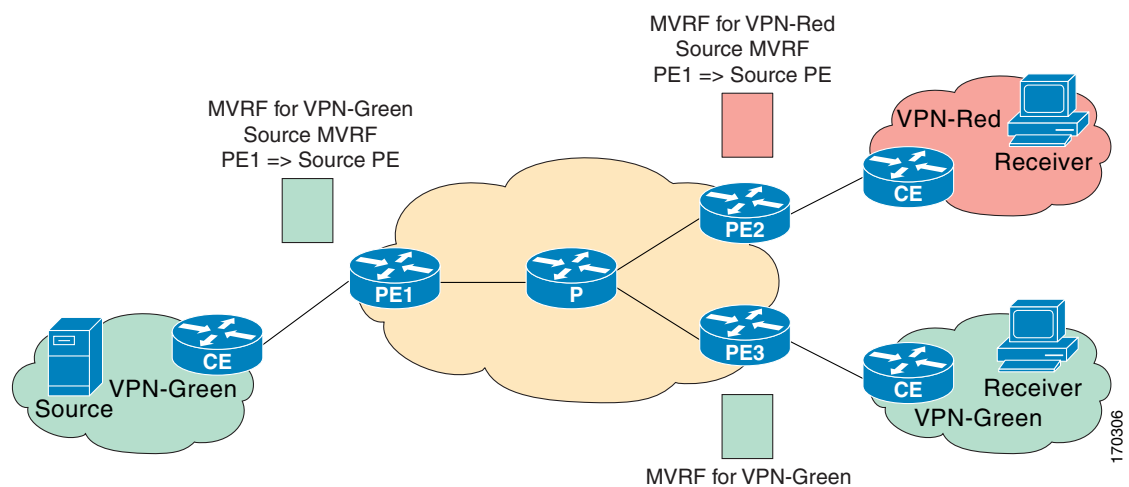 MVRF for VPN-Red
Source MVRF
PE1 => Source PE
MVRF for VPN-Green
Source MVRF
PE1 => Source PE
VPN-Red
Receiver
CE
PE2
PE1
P
PE3
CE
VPN-Green
Source
CE
Receiver
VPN-Green
MVRF for VPN-Green
170306